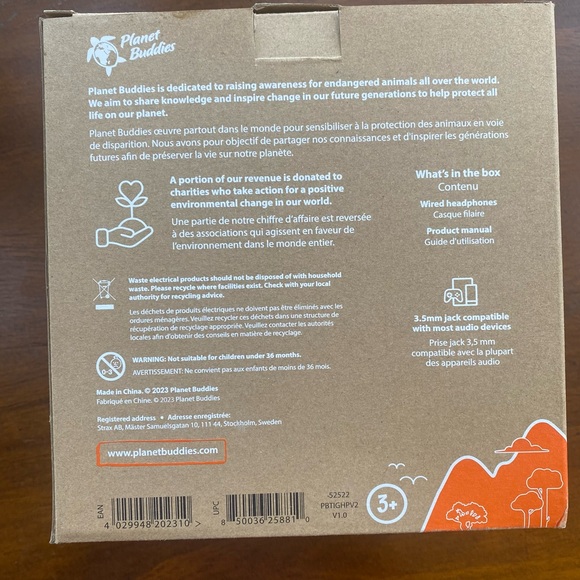 Planet
Buddies
Planet Buddies is dedicated to raising awareness for endangered animals all over the world.
We aim to share knowledge and inspire change in our future generations to help protect all
life on our planet.
Planet Buddies œuvre partout dans le monde pour sensibiliser à la protection des animaux en voie
de disparition. Nous avons pour objectif de partager nos connaissances et d'inspirer les générations
futures afin de préserver la vie sur notre planète.
A portion of our revenue is donated to
charities who take action for a positive
environmental change in our world.
Une partie de notre chiffre d'affaire est reversée
à des associations qui agissent en faveur de
l'environnement dans le monde entier.
What's in the box
Contenu
Wired headphones
Casque filaire
Product manual
Guide d'utilisation
Waste electrical products should not be disposed of with household
waste. Please recycle where facilities exist. Check with your local
authority for recycling advice.
Les déchets de produits électriques ne doivent pas être éliminés avec les
ordures ménagères. Veuillez recycler ces déchets dans une structure de
récupération de recyclage appropriée. Veuillez contacter les autorités
locales afin d'obtenir des conseils en matière de recyclage.
3.5mm jack compatible
with most audio devices
Prise jack 3,5 mm
compatible avec la plupart
des appareils audio
0-3
WARNING: Not suitable for children under 36 months.
AVERTISSEMENT: Ne convient pas aux enfants de moins de 36 mois.
Made in China. © 2023 Planet Buddies
Fabriqué en Chine. © 2023 Planet Buddies
Registered address • Adresse enregistrée:
Strax AB, Mäster Samuelsgatan 10, 111 44, Stockholm, Sweden
www.planetbuddies.com
EAN
4 029948 202310 >
UPC
8 50036 25881 0
52522
PBTIGHPV2
V1.0
3+